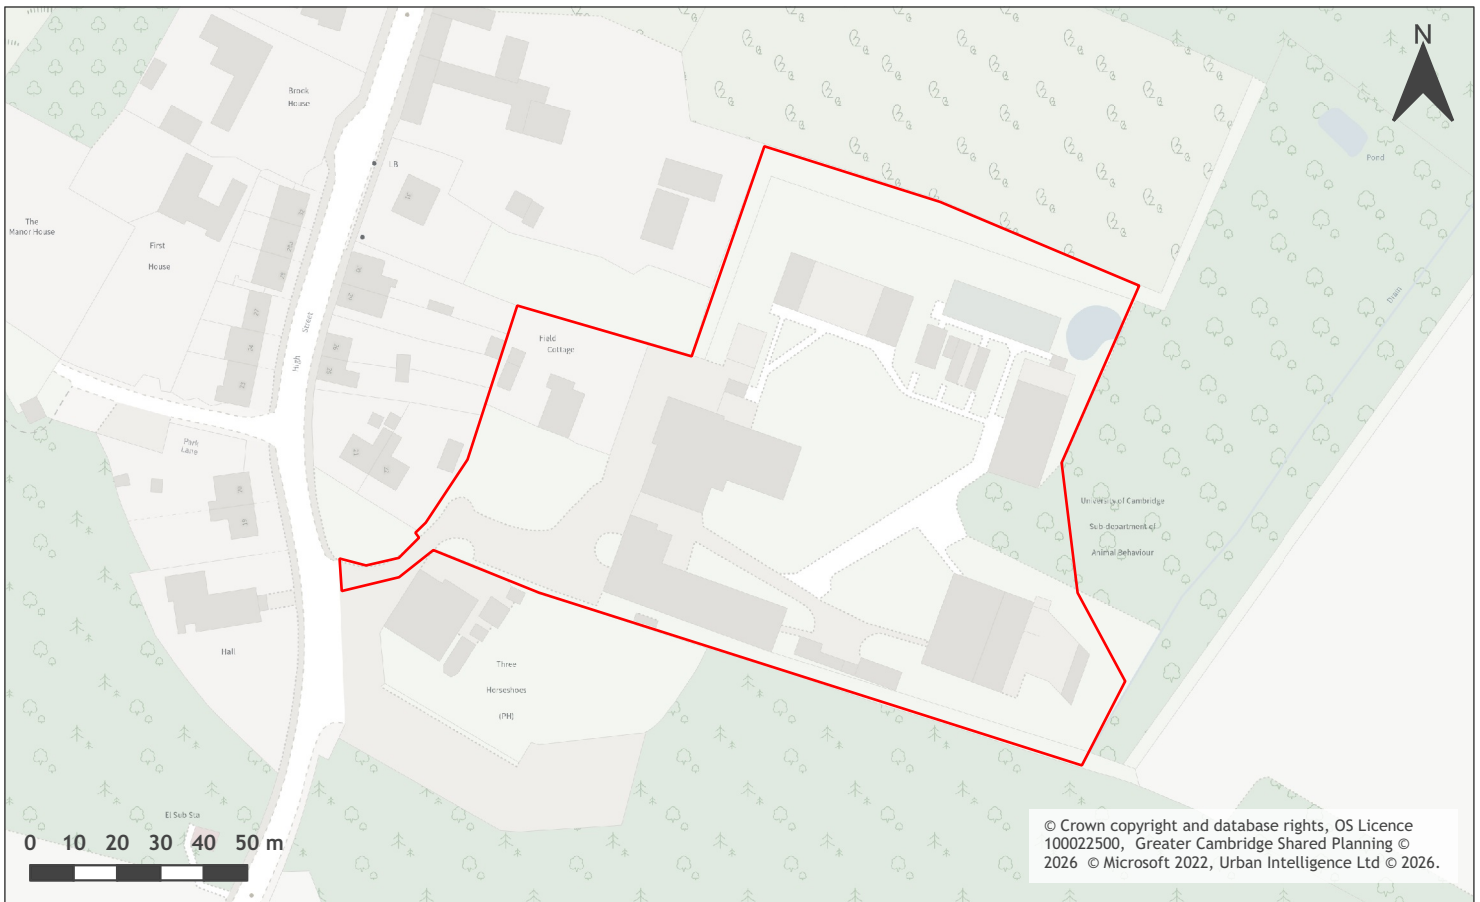 N
Brook
House
LB
Pond
The
Manor House
First
House
Drain
High
Street
Field
Cottage
Park
Lane
University of Cambridge
Sub-department of
Animal Behaviour
Hall
Three
Horseshoes
(PH)
El Sub Sta
0 10 20 30 40 50 m
© Crown copyright and database rights, OS Licence
100022500, Greater Cambridge Shared Planning ©
2026 © Microsoft 2022, Urban Intelligence Ltd © 2026.